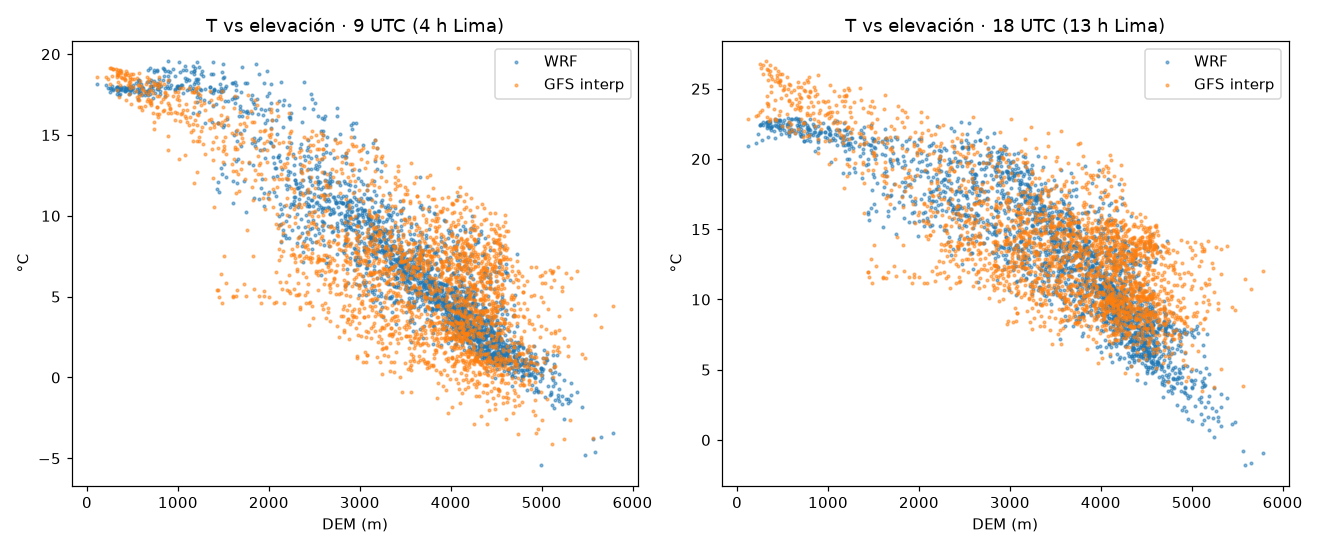 T vs elevación · 9 UTC (4 h Lima)
20
15
10
5
0
−5
°C
0 1000 2000 3000 4000 5000 6000
DEM (m)
WRF
GFS interp
T vs elevación · 18 UTC (13 h Lima)
25
20
15
10
5
0
°C
0 1000 2000 3000 4000 5000 6000
DEM (m)
WRF
GFS interp